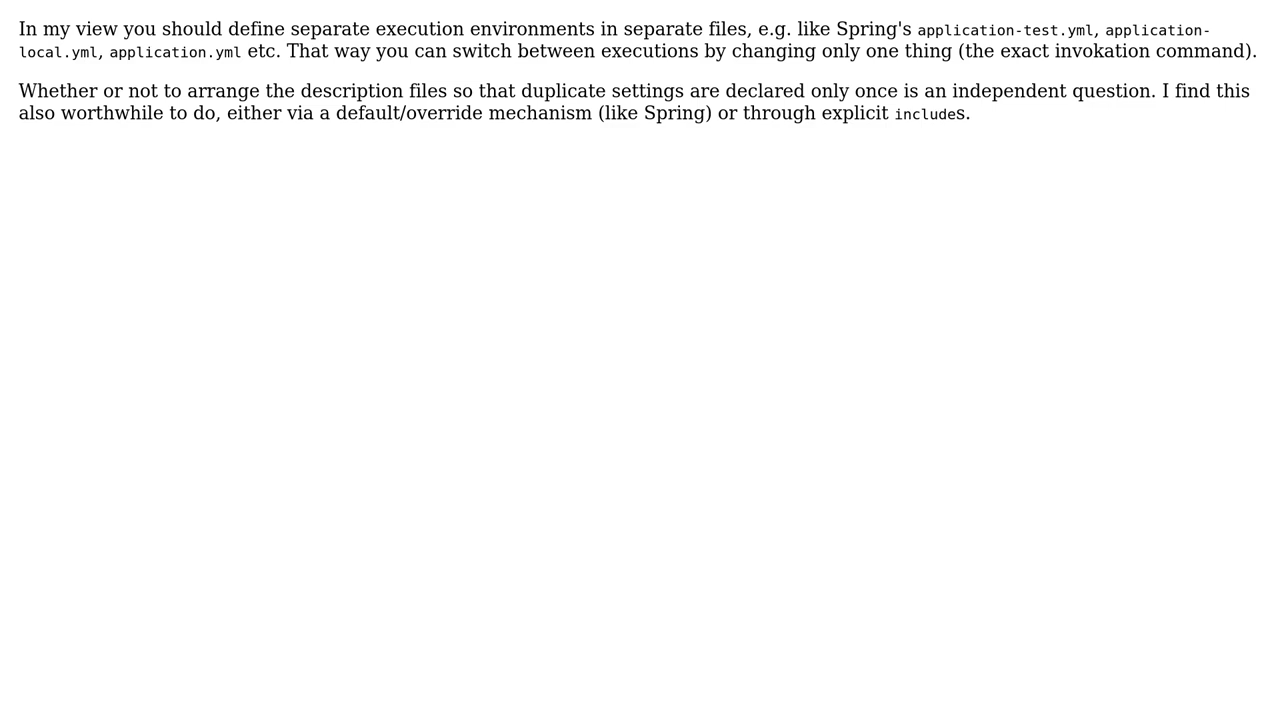 In my view you should define separate execution environments in separate files, e.g. like Spring's application-test.yml, application-
local.yml, application.yml etc. That way you can switch between executions by changing only one thing (the exact invokation command).
Whether or not to arrange the description files so that duplicate settings are declared only once is an independent question. I find this
also worthwhile to do, either via a default/override mechanism (like Spring) or through explicit includes.